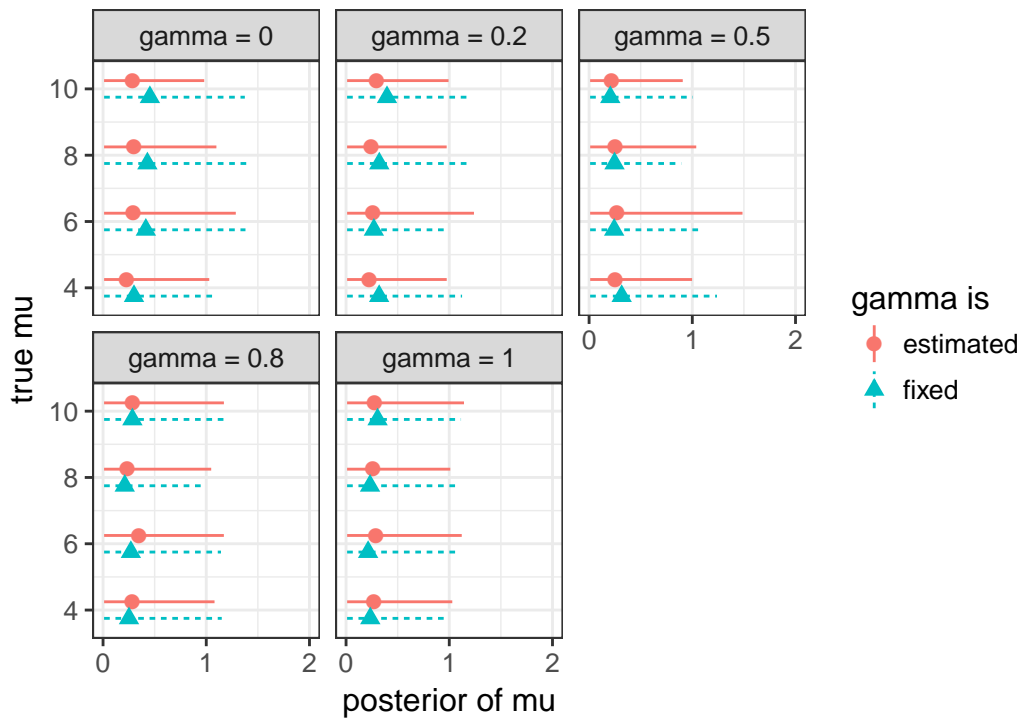 gamma = 0 gamma = 0.2 gamma = 0.5
10
8
6
4
0 1 2
gamma = 0.8 gamma = 1
10
8
6
4
0 1 2 0 1 2
true mu
posterior of mu
gamma is
estimated
fixed